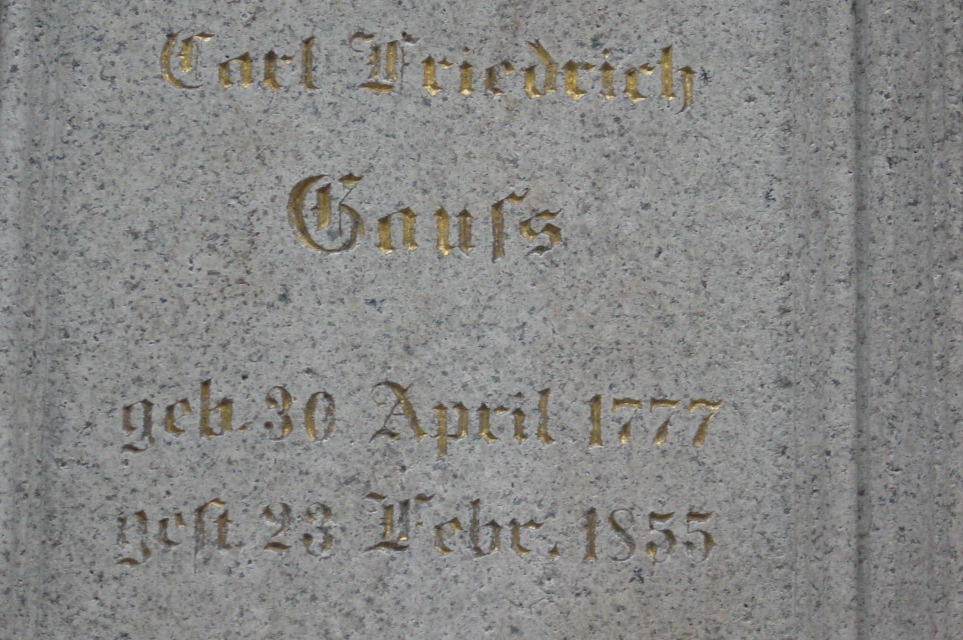 Carl Friedrich
Gauſs
geb. 30 April 1777
geſt 23 Febr. 1855